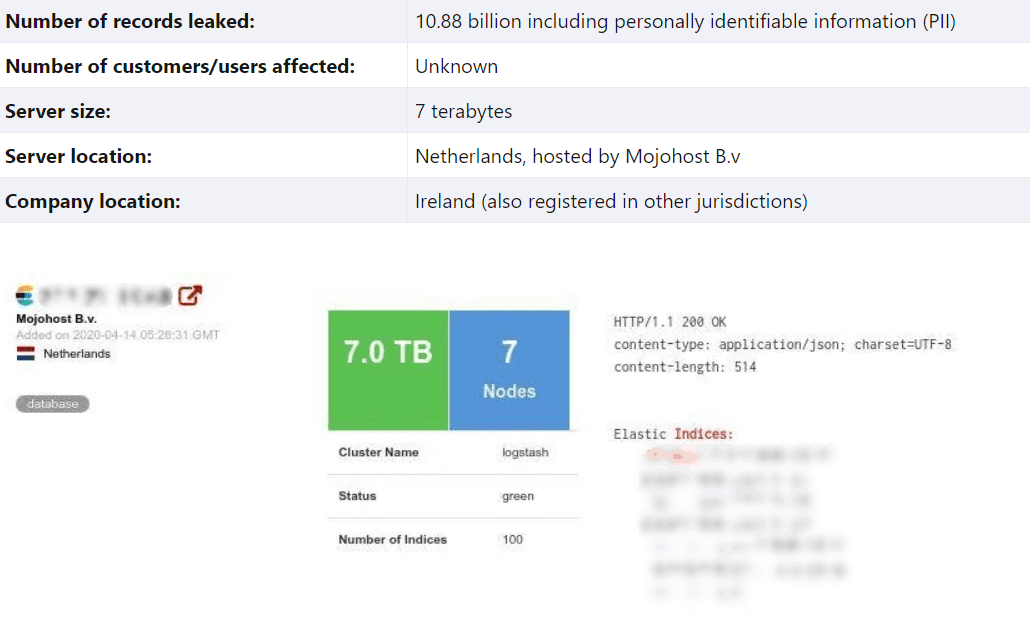 Number of records leaked: 10.88 billion including personally identifiable information (PII)
Number of customers/users affected: Unknown
Server size: 7 terabytes
Server location: Netherlands, hosted by Mojohost B.v
Company location: Ireland (also registered in other jurisdictions)
Mojohost B.v.
Added on 2020-04-14 05:26:31 GMT
Netherlands
database
7.0 TB
7
Nodes
Cluster Name logstash
Status green
Number of Indices 100
HTTP/1.1 200 OK
content-type: application/json; charset=UTF-8
content-length: 514
Elastic Indices: